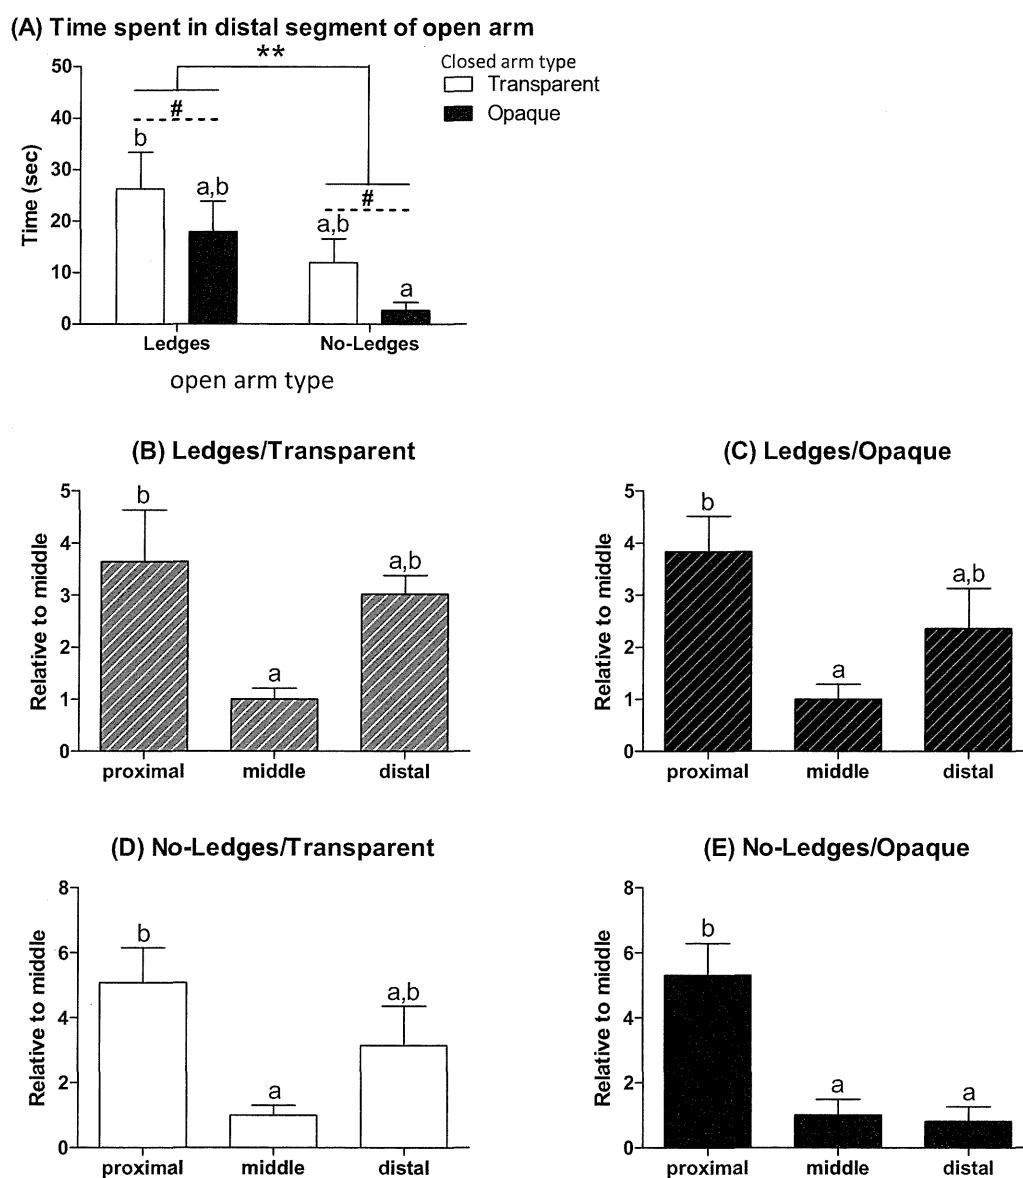 (A) Time spent in distal segment of open arm
**
Closed arm type
Transparent
Opaque
50
40
30
20
10
0
Time (sec)
#
b
a,b
#
a,b
a
Ledges
No-Ledges
open arm type
(B) Ledges/Transparent
5
4
3
2
1
0
Relative to middle
b
a
a,b
proximal
middle
distal
(C) Ledges/Opaque
5
4
3
2
1
0
Relative to middle
b
a
a,b
proximal
middle
distal
(D) No-Ledges/Transparent
8
6
4
2
0
Relative to middle
b
a
a,b
proximal
middle
distal
(E) No-Ledges/Opaque
8
6
4
2
0
Relative to middle
b
a
a
proximal
middle
distal